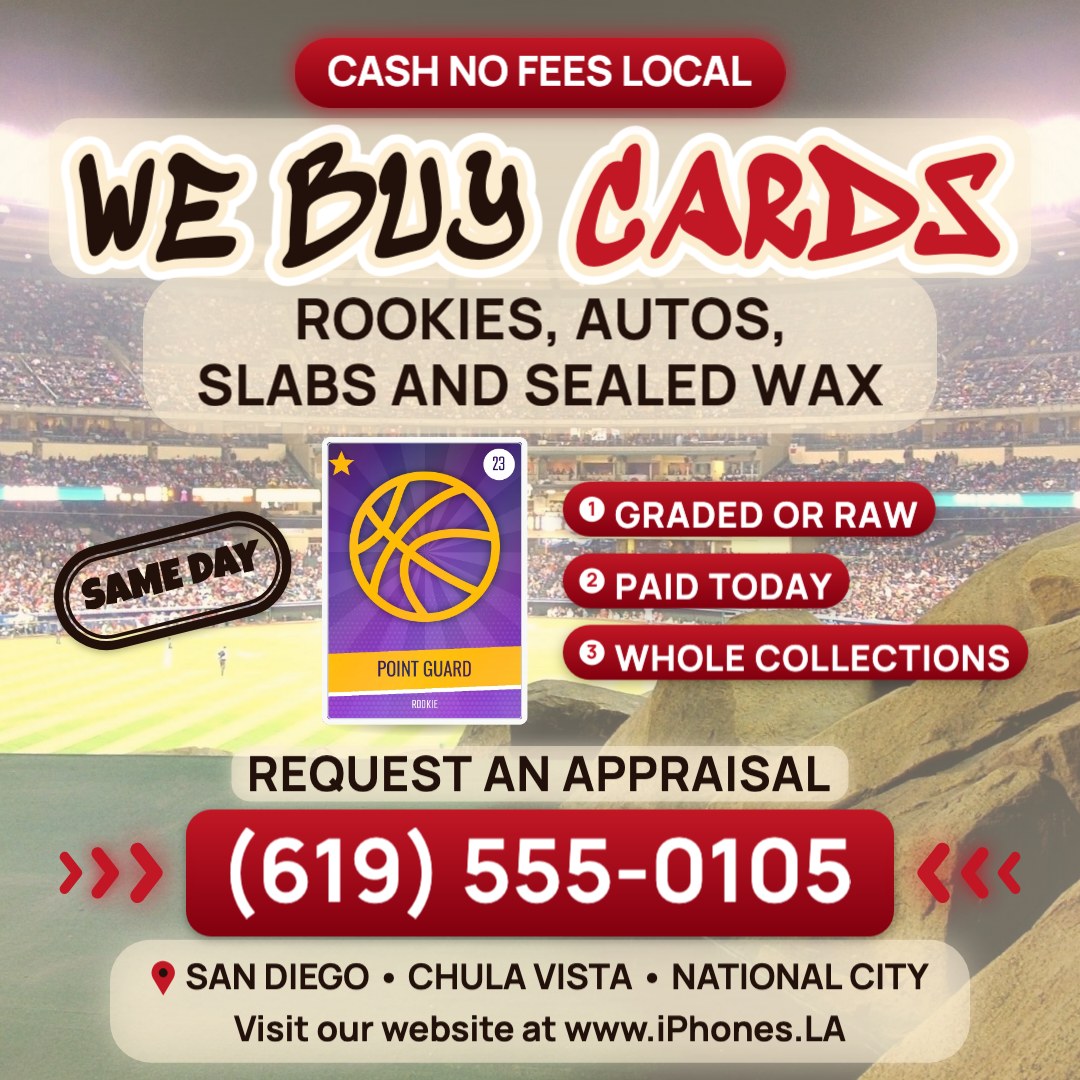 CASH NO FEES LOCAL
WE BUY CARDS
ROOKIES, AUTOS,
SLABS AND SEALED WAX
23
POINT GUARD
ROOKIE
SAME DAY
1 GRADED OR RAW
2 PAID TODAY
3 WHOLE COLLECTIONS
REQUEST AN APPRAISAL
(619) 555-0105
SAN DIEGO • CHULA VISTA • NATIONAL CITY
Visit our website at www.iPhones.LA